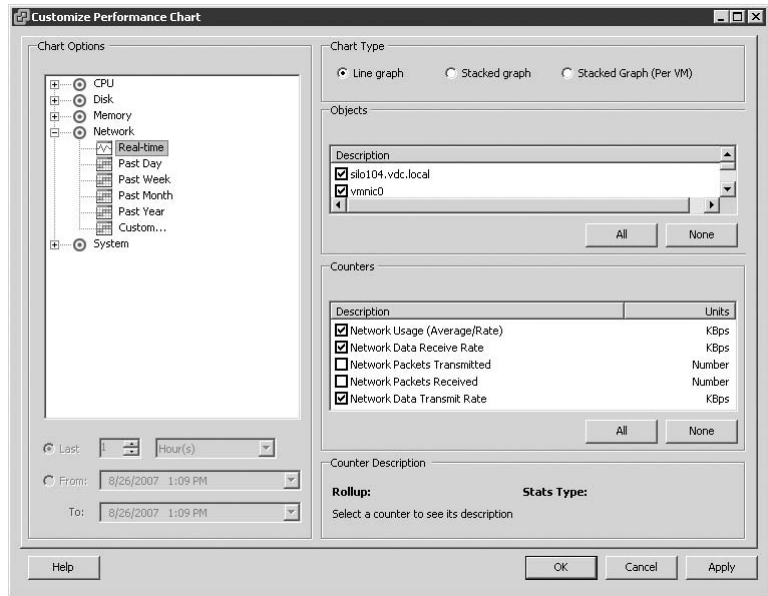 Customize Performance Chart
Chart Options
CPU
Disk
Memory
Network
Real-time
Past Day
Past Week
Past Month
Past Year
Custom...
System
Last 1 Hour(s)
From: 8/26/2007 1:09 PM
To: 8/26/2007 1:09 PM
Chart Type
Line graph Stacked graph Stacked Graph (Per VM)
Objects
Description
silo104.vdc.local
vmnic0
All None
Counters
Description Units
Network Usage (Average/Rate) KBps
Network Data Receive Rate KBps
Network Packets Transmitted Number
Network Packets Received Number
Network Data Transmit Rate KBps
All None
Counter Description
Rollup: Stats Type:
Select a counter to see its description
Help OK Cancel Apply